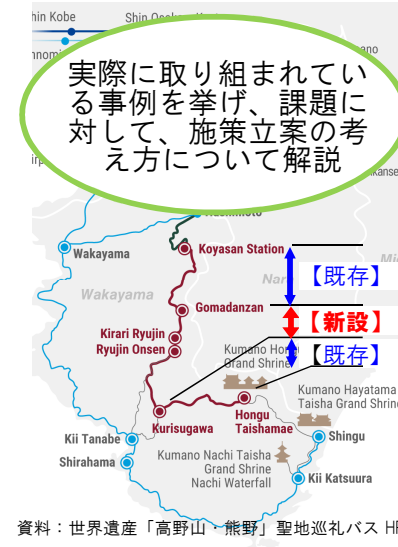 hin Kobe
Shin Osaka
実際に取り組まれてい
る事例を挙げ、課題に
対して、施策立案の考
え方について解説
Hashimoto
Wakayama
Koyasan Station
【既存】
Wakayama
Gomadanzan
【新設】
Kirari Ryujin
Ryujin Onsen
Kumano Hon
Grand Shrine
【既存】
Kumano Hayatama
Taisha Grand Shrine
Kurisugawa
Hongu
Taishamae
Kii Tanabe
Shingu
Shirahama
Kumano Nachi Taisha
Grand Shrine
Nachi Waterfall
Kii Katsuura
資料：世界遺産「高野山・熊野」聖地巡礼バス HP